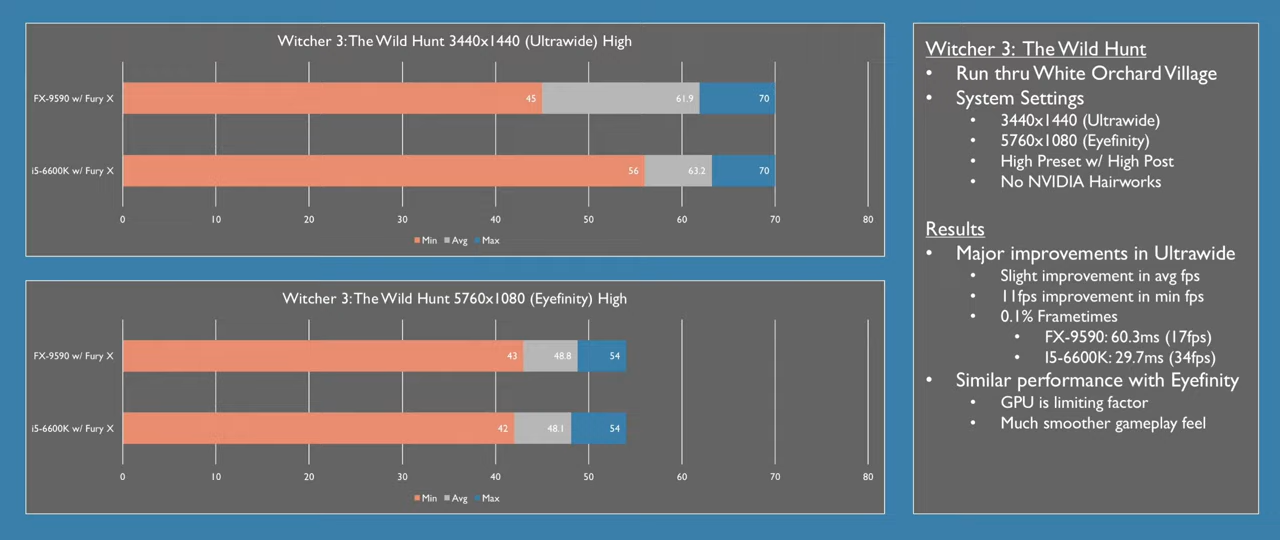 Witcher 3: The Wild Hunt 3440x1440 (Ultrawide) High
FX-9590 w/ Fury X
45
61.9
70
i5-6600K w/ Fury X
56
63.2
70
0 10 20 30 40 50 60 70 80
Min Avg Max
Witcher 3: The Wild Hunt 5760x1080 (Eyefinity) High
FX-9590 w/ Fury X
43
48.8
54
i5-6600K w/ Fury X
42
48.1
54
0 10 20 30 40 50 60 70 80
Min Avg Max
Witcher 3: The Wild Hunt
• Run thru White Orchard Village
• System Settings
• 3440x1440 (Ultrawide)
• 5760x1080 (Eyefinity)
• High Preset w/ High Post
• No NVIDIA Hairworks
Results
• Major improvements in Ultrawide
• Slight improvement in avg fps
• 11fps improvement in min fps
• 0.1% Frametimes
• FX-9590: 60.3ms (17fps)
• I5-6600K: 29.7ms (34fps)
• Similar performance with Eyefinity
• GPU is limiting factor
• Much smoother gameplay feel